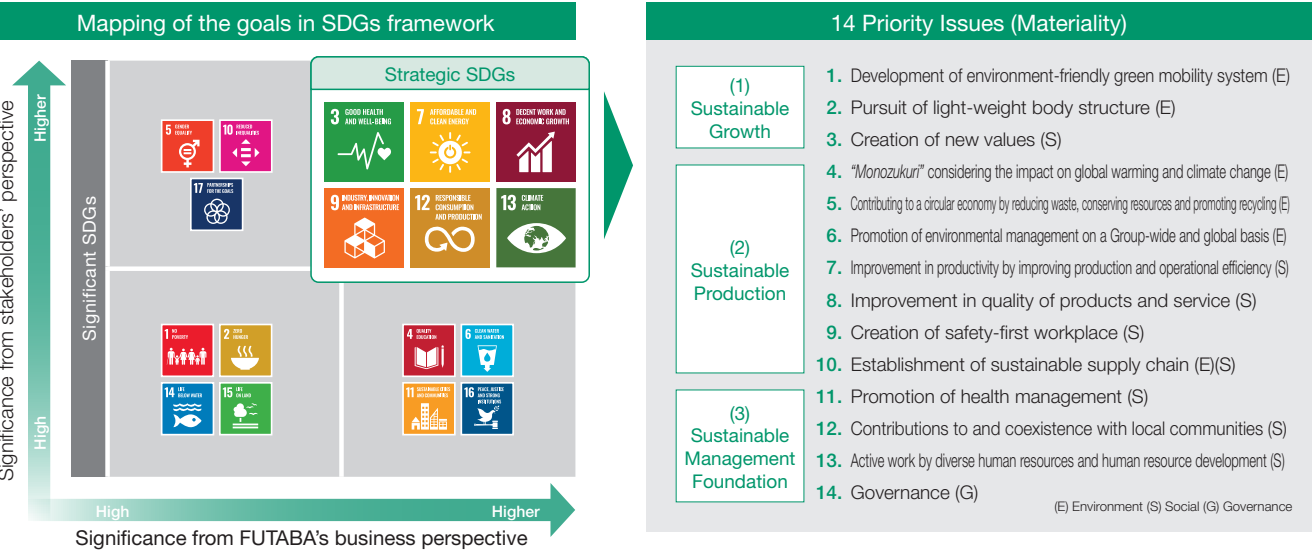 Mapping of the goals in SDGs framework
Significance from stakeholders' perspective
Higher
High
Significant SDGs
5 GENDER
EQUALITY
10 REDUCED
INEQUALITIES
17 PARTNERSHIPS
FOR THE GOALS
Strategic SDGs
3 GOOD HEALTH
AND WELL-BEING
7 AFFORDABLE AND
CLEAN ENERGY
8 DECENT WORK AND
ECONOMIC GROWTH
9 INDUSTRY, INNOVATION
AND INFRASTRUCTURE
12 RESPONSIBLE
CONSUMPTION
AND PRODUCTION
13 CLIMATE
ACTION
1 NO
POVERTY
2 ZERO
HUNGER
14 LIFE
BELOW WATER
15 LIFE
ON LAND
4 QUALITY
EDUCATION
6 CLEAN WATER
AND SANITATION
11 SUSTAINABLE CITIES
AND COMMUNITIES
16 PEACE, JUSTICE
AND STRONG
INSTITUTIONS
High
Higher
Significance from FUTABA's business perspective
14 Priority Issues (Materiality)
(1)
Sustainable
Growth
1. Development of environment-friendly green mobility system (E)
2. Pursuit of light-weight body structure (E)
3. Creation of new values (S)
(2)
Sustainable
Production
4. "Monozukuri" considering the impact on global warming and climate change (E)
5. Contributing to a circular economy by reducing waste, conserving resources and promoting recycling (E)
6. Promotion of environmental management on a Group-wide and global basis (E)
7. Improvement in productivity by improving production and operational efficiency (S)
8. Improvement in quality of products and service (S)
9. Creation of safety-first workplace (S)
10. Establishment of sustainable supply chain (E)(S)
(3)
Sustainable
Management
Foundation
11. Promotion of health management (S)
12. Contributions to and coexistence with local communities (S)
13. Active work by diverse human resources and human resource development (S)
14. Governance (G)
(E) Environment (S) Social (G) Governance